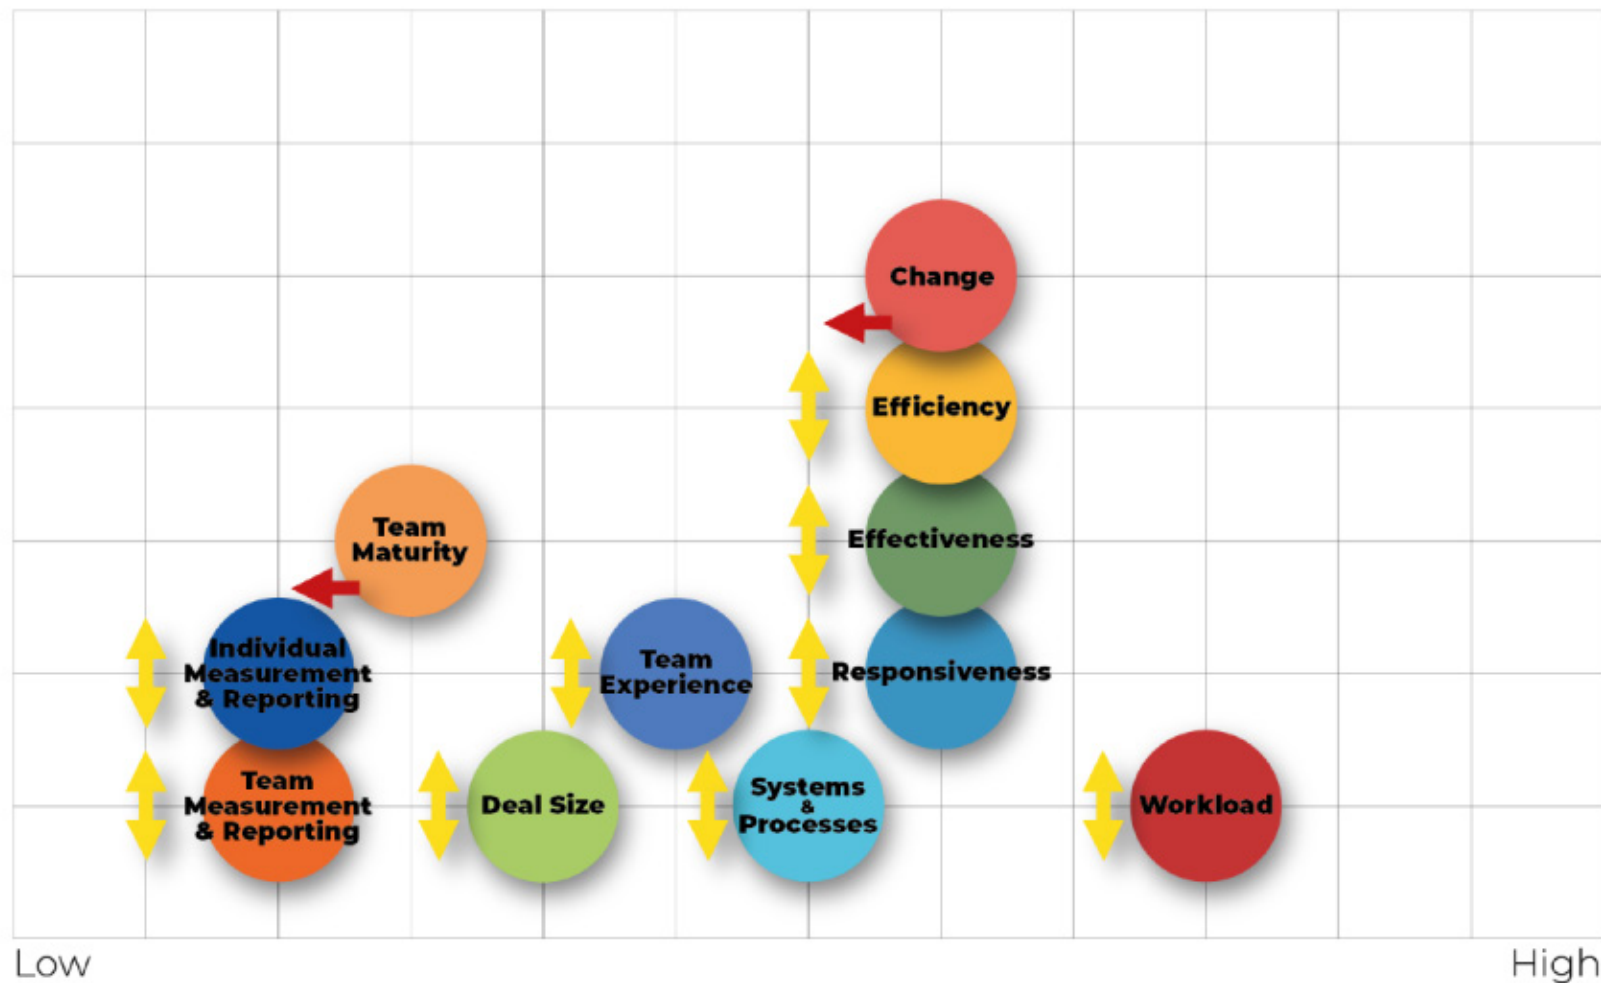 Change
Efficiency
Team
Maturity
Effectiveness
Individual
Measurement
& Reporting
Team
Experience
Responsiveness
Team
Measurement
& Reporting
Deal Size
Systems
&
Processes
Workload
Low
High